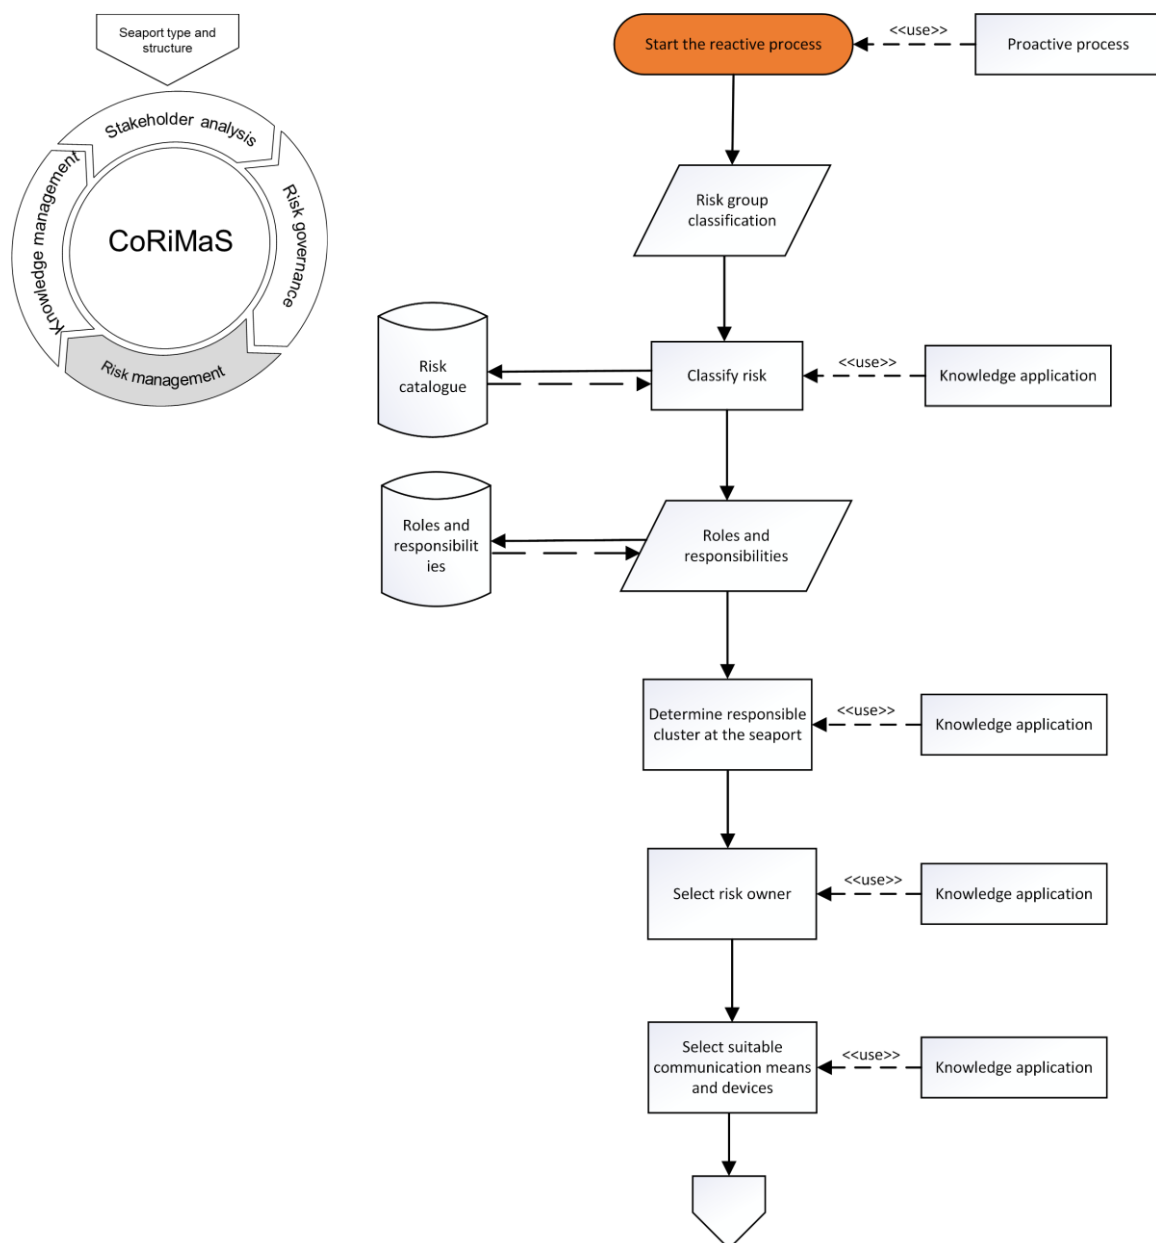 Seaport type and
structure
Stakeholder analysis
Risk governance
Risk management
Knowledge management
CoRiMaS
Start the reactive process
<<use>>
Proactive process
Risk group
classification
Risk
catalogue
Classify risk
<<use>>
Knowledge application
Roles and
responsibilit
ies
Roles and
responsibilities
Determine responsible
cluster at the seaport
<<use>>
Knowledge application
Select risk owner
<<use>>
Knowledge application
Select suitable
communication means
and devices
<<use>>
Knowledge application